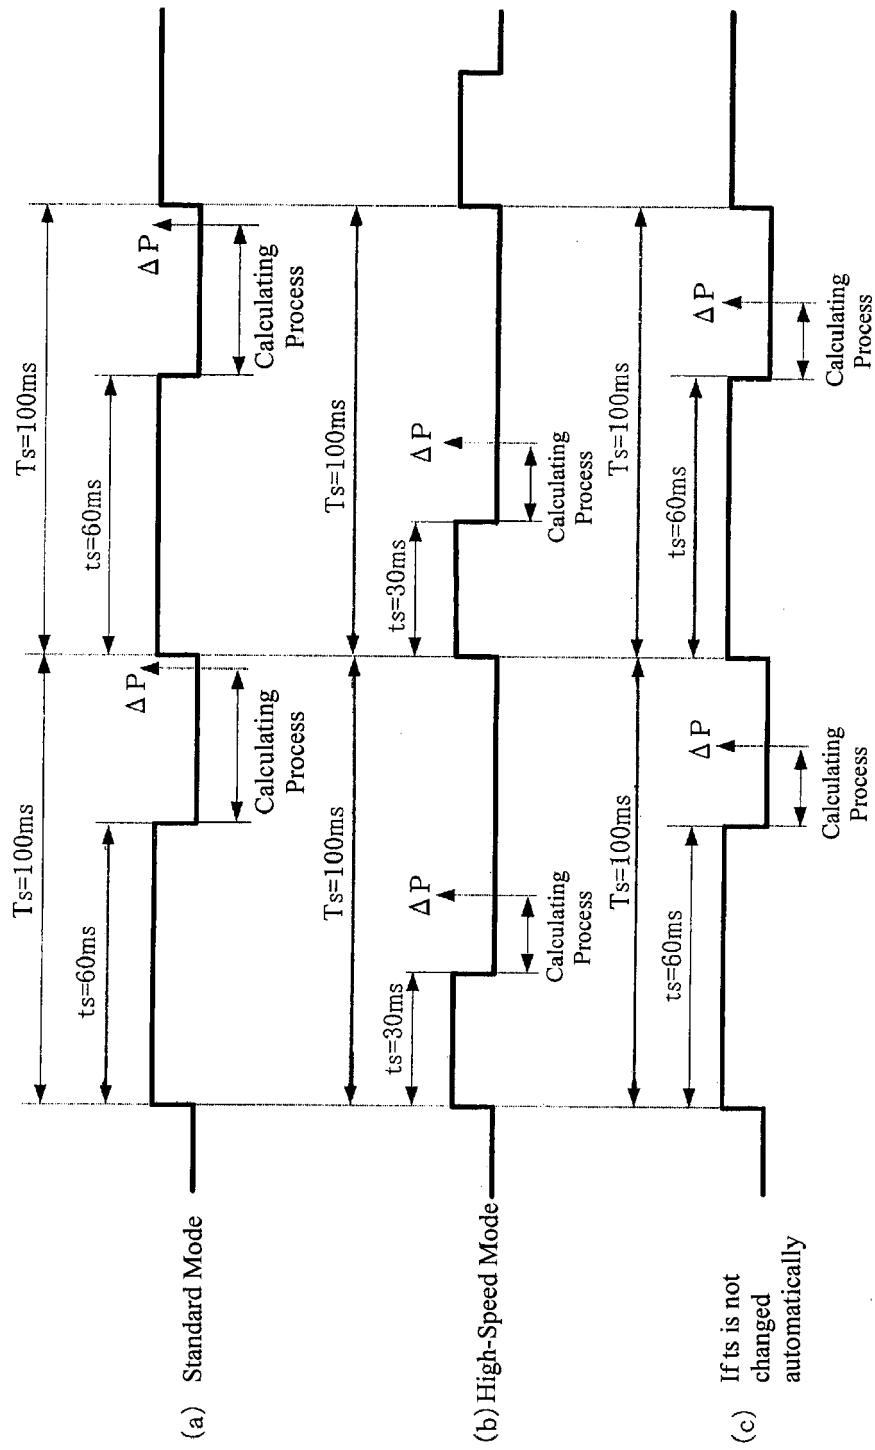 (a) Standard Mode
Ts=100ms
Ts=100ms
ts=60ms
ts=60ms
ΔP
ΔP
Calculating
Process
Calculating
Process
(b) High-Speed Mode
Ts=100ms
Ts=100ms
ts=30ms
ts=30ms
ΔP
ΔP
Calculating
Process
Calculating
Process
(c) If ts is not
changed
automatically
Ts=100ms
Ts=100ms
ts=60ms
ts=60ms
ΔP
ΔP
Calculating
Process
Calculating
Process